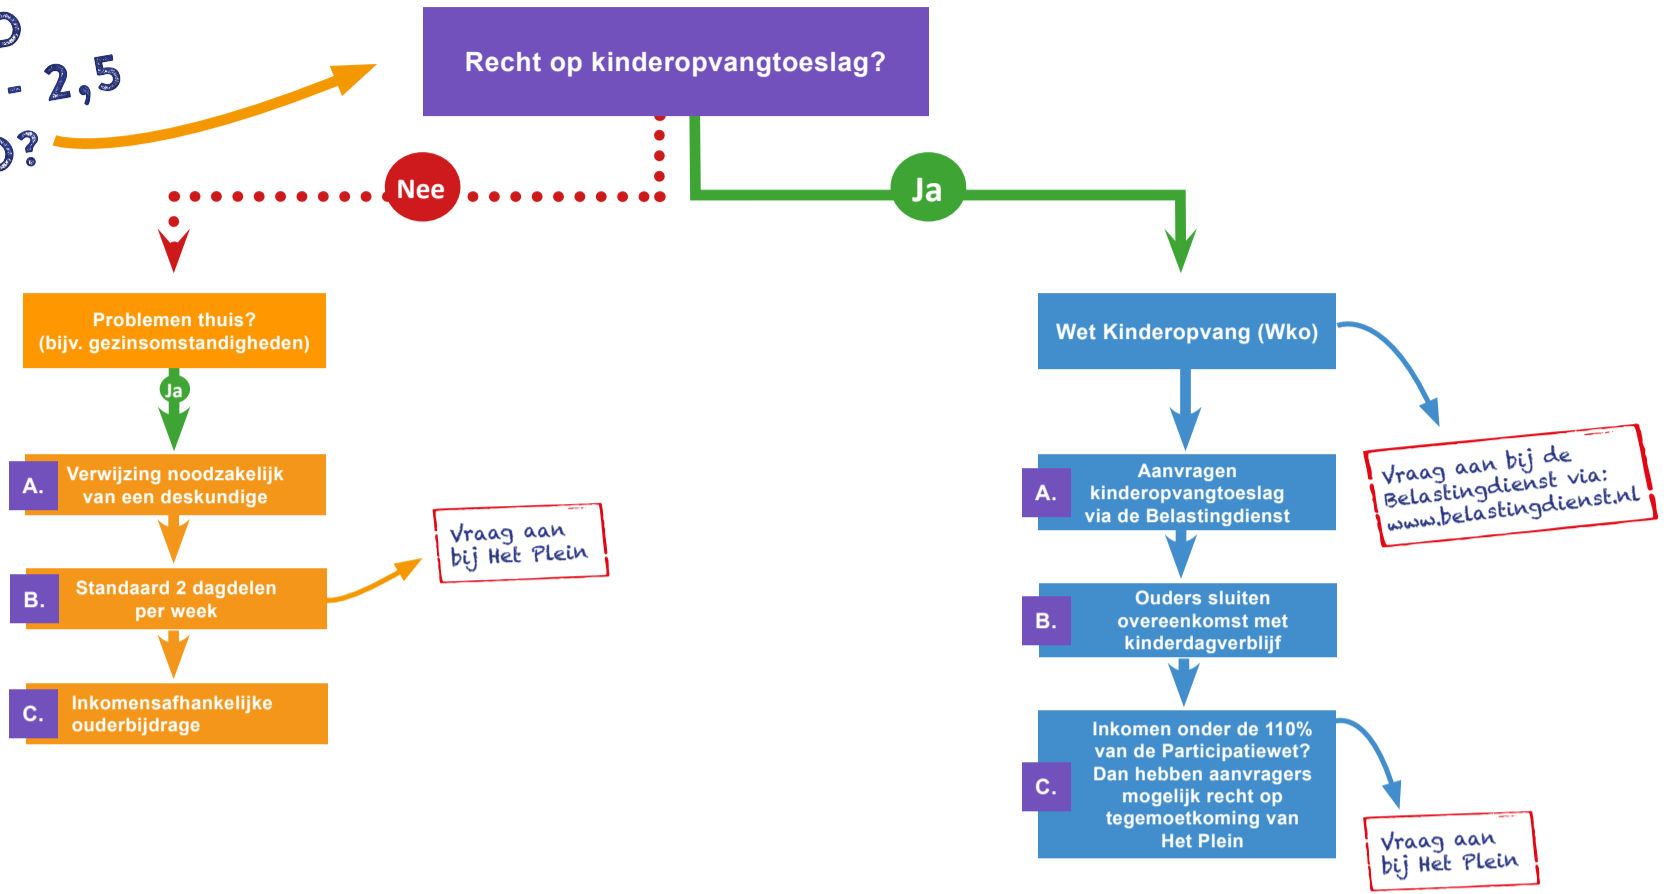 - 2,5
Recht op kinderopvangtoeslag?
Nee
Ja
Problemen thuis?
(bijv. gezinsomstandigheden)
Ja
A.
Verwijzing noodzakelijk
van een deskundige
B.
Standaard 2 dagdelen
per week
Vraag aan
bij Het Plein
C.
Inkomensafhankelijke
ouderbijdrage
Wet Kinderopvang (Wko)
Vraag aan bij de
Belastingdienst via:
www.belastingdienst.nl
A.
Aanvragen
kinderopvangtoeslag
via de Belastingdienst
B.
Ouders sluiten
overeenkomst met
kinderdagverblijf
C.
Inkomen onder de 110%
van de Participatiewet?
Dan hebben aanvragers
mogelijk recht op
tegemoetkoming van
Het Plein
Vraag aan
bij Het Plein